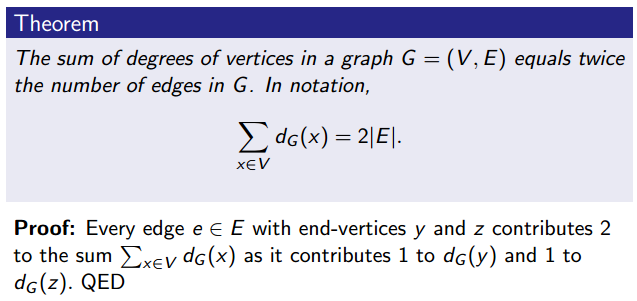 Theorem
The sum of degrees of vertices in a graph G = (V, E) equals twice
the number of edges in G. In notation,
∑ d_G(x) = 2|E|.
x∈V
Proof: Every edge e ∈ E with end-vertices y and z contributes 2
to the sum ∑_{x∈V} d_G(x) as it contributes 1 to d_G(y) and 1 to
d_G(z). QED